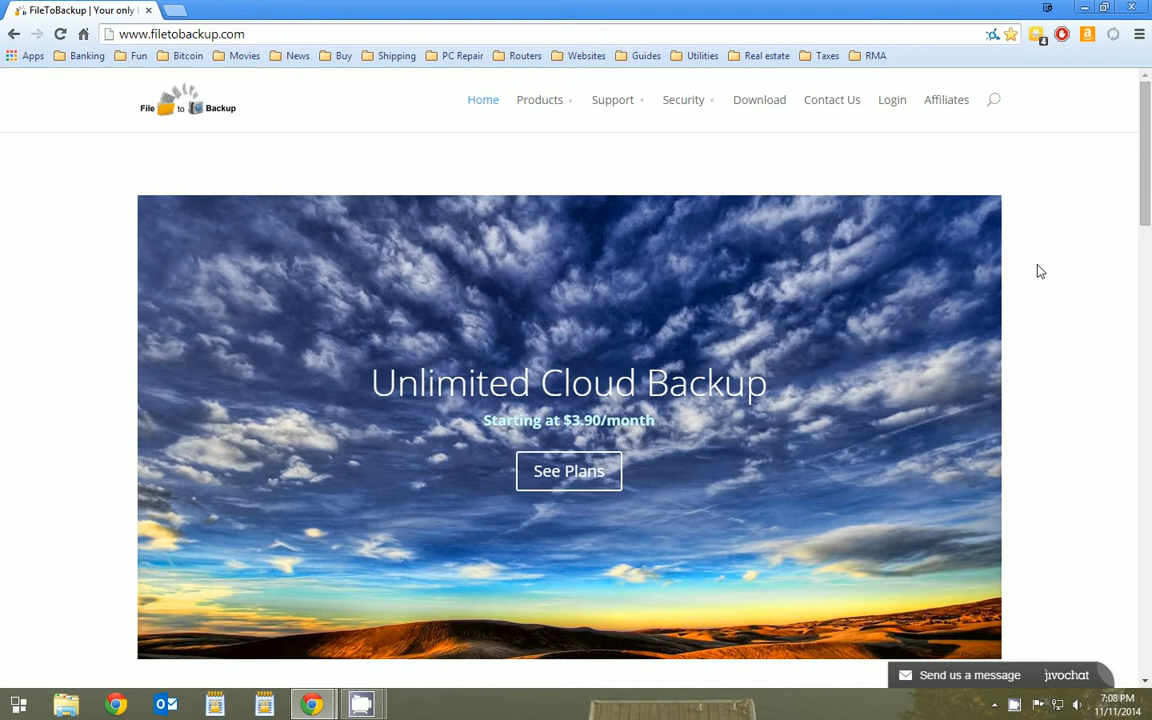 FileToBackup | Your only
www.filetobackup.com
4
Apps Banking Fun Bitcoin Movies News Buy Shipping PC Repair Routers Websites Guides Utilities Real estate Taxes RMA
File to Backup
Home Products Support Security Download Contact Us Login Affiliates
Unlimited Cloud Backup
Starting at $3.90/month
See Plans
Send us a message jivochat
7:08 PM
11/11/2014